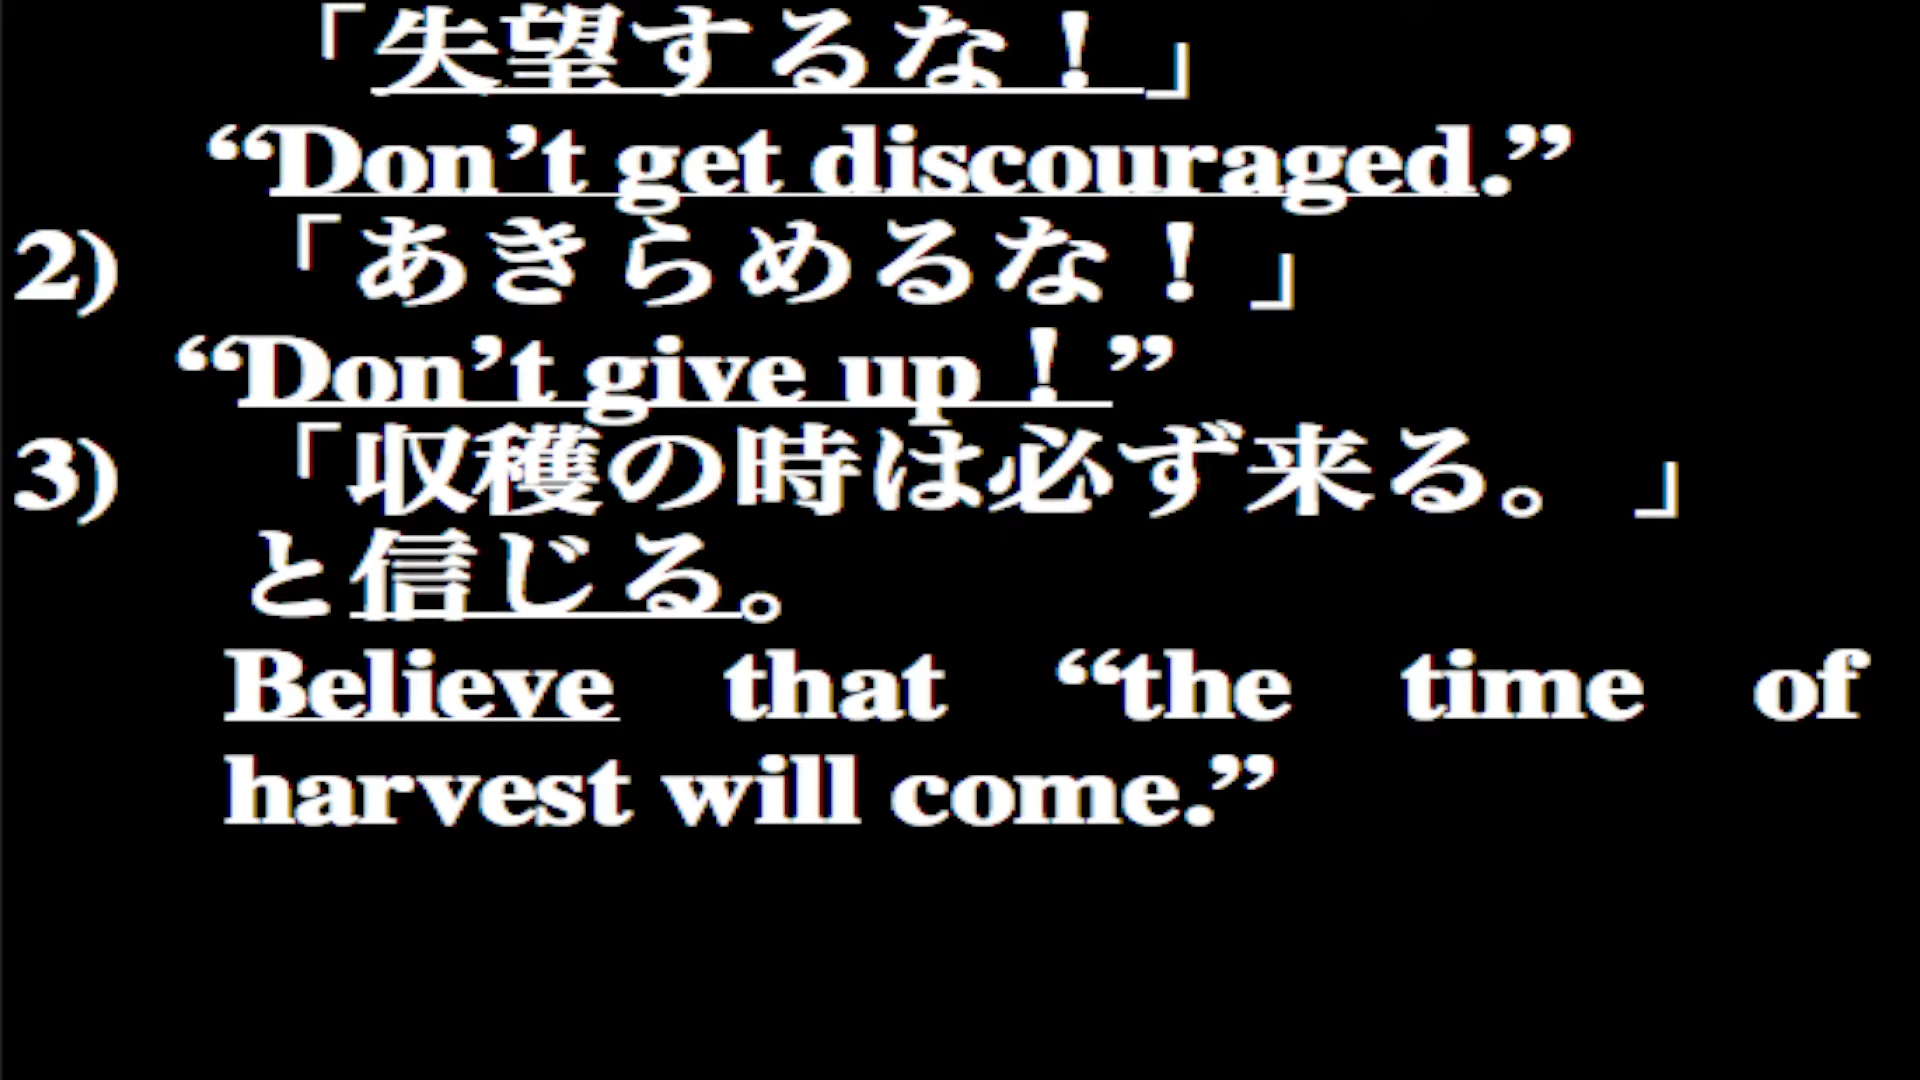 「失望するな！」
“Don’t get discouraged.”
2) 「あきらめるな！」
“Don’t give up！”
3) 「収穫の時は必ず来る。」
と信じる。
Believe that “the time of
harvest will come.”